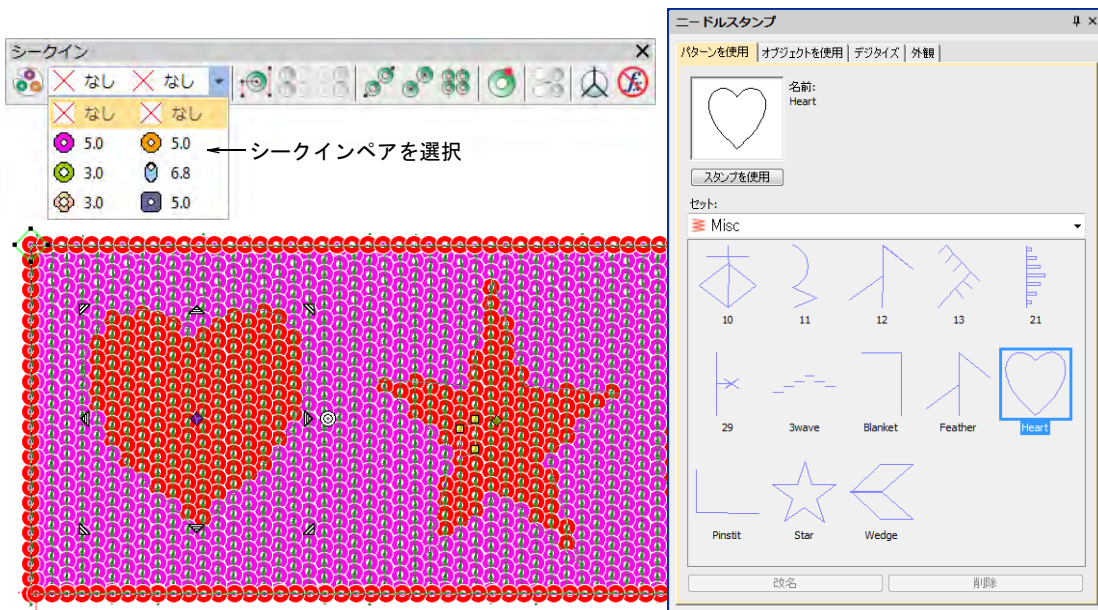 シークイン
なし なし
なし なし
5.0 5.0
3.0 6.8
3.0 5.0
シークインペアを選択
ニードルスタンプ
パターンを使用 オブジェクトを使用 デジタイズ 外観
名前:
Heart
スタンプを使用
セット:
Misc
10 11 12 13 21
29 3wave Blanket Feather Heart
Pinstit Star Wedge
改名 削除